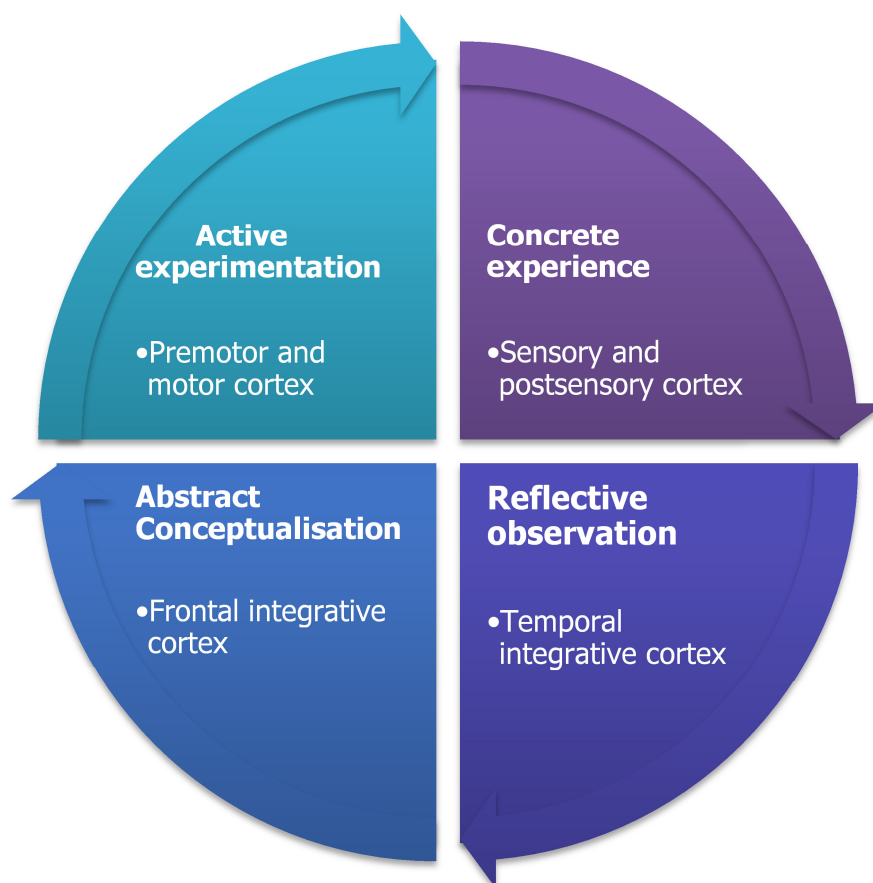 Active
experimentation
•Premotor and
motor cortex
Concrete
experience
•Sensory and
postsensory cortex
Abstract
Conceptualisation
•Frontal integrative
cortex
Reflective
observation
•Temporal
integrative cortex